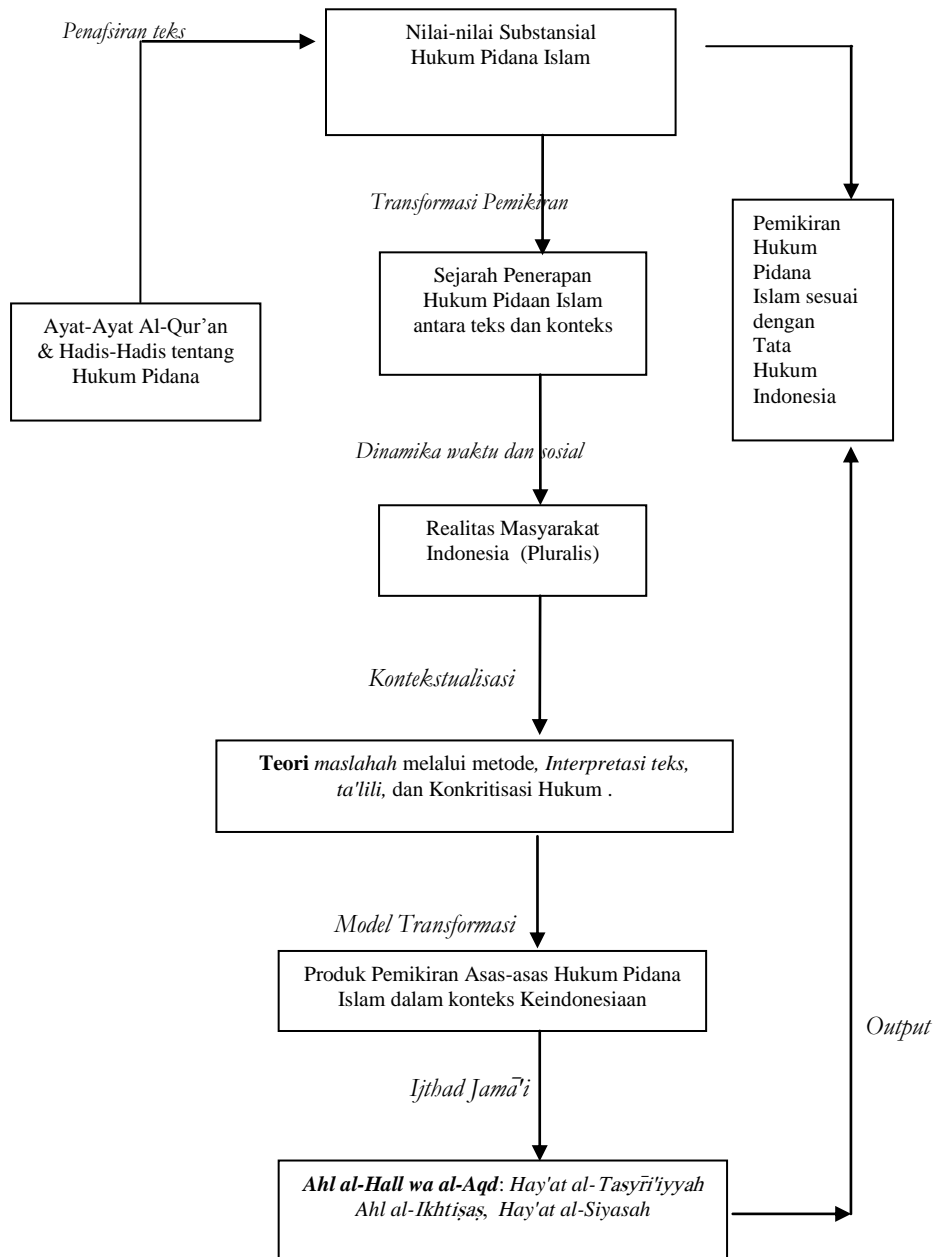 Penafsiran teks
Nilai-nilai Substansial
Hukum Pidana Islam
Transformasi Pemikiran
Pemikiran
Hukum
Pidana
Islam sesuai
dengan
Tata
Hukum
Indonesia
Sejarah Penerapan
Hukum Pidaan Islam
antara teks dan konteks
Ayat-Ayat Al-Qur’an
& Hadis-Hadis tentang
Hukum Pidana
Dinamika waktu dan sosial
Realitas Masyarakat
Indonesia (Pluralis)
Kontekstualisasi
Teori maslahah melalui metode, Interpretasi teks,
ta'lili, dan Konkritisasi Hukum .
Model Transformasi
Produk Pemikiran Asas-asas Hukum Pidana
Islam dalam konteks Keindonesiaan
Output
Ijthad Jamā'i
Ahl al-Hall wa al-Aqd: Hay'at al-Tasyrī'iyyah
Ahl al-Ikhtiṣaṣ, Hay'at al-Siyasah